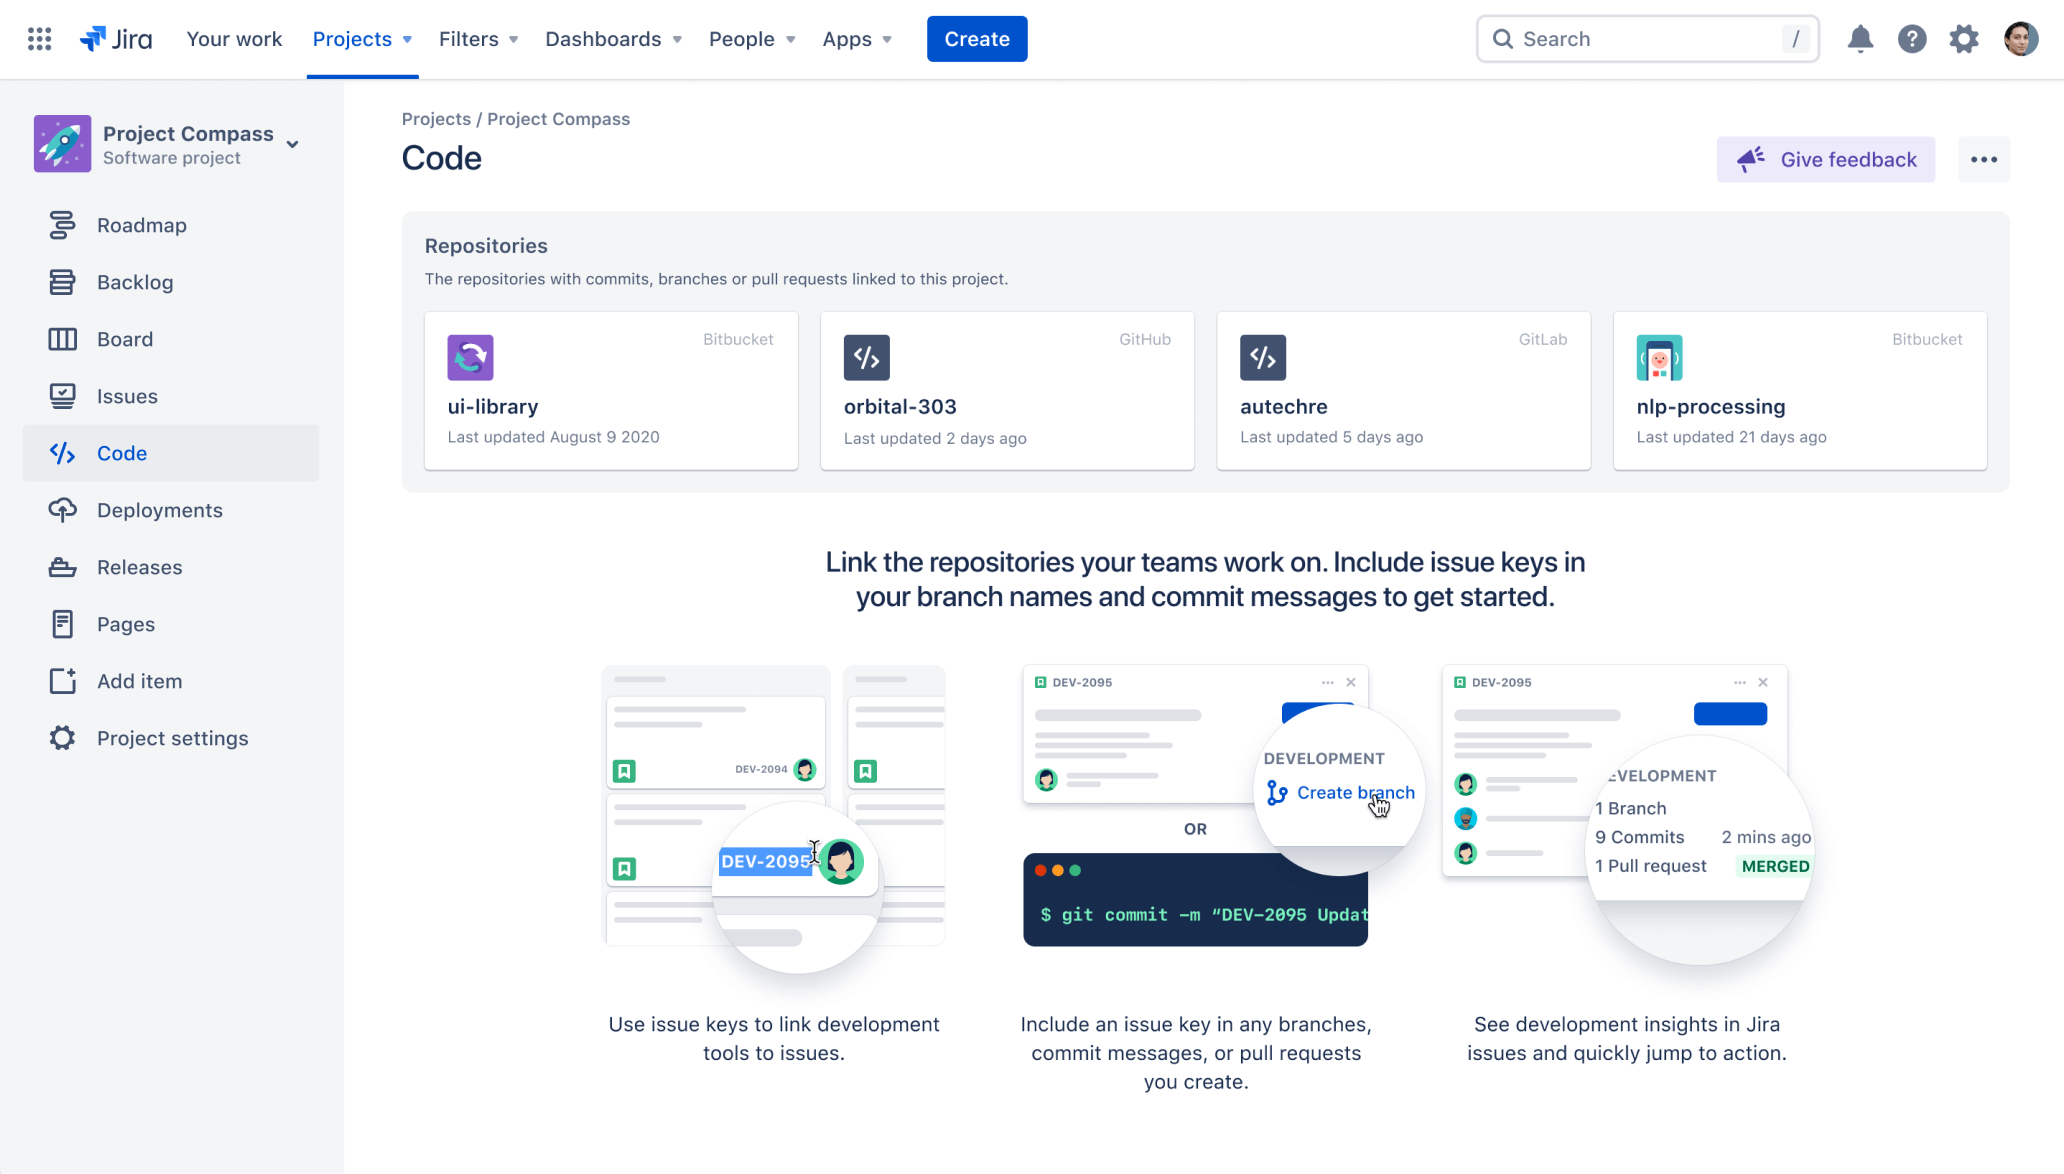 Jira
Your work
Projects
Filters
Dashboards
People
Apps
Create
Search
/
Project Compass
Software project
Roadmap
Backlog
Board
Issues
Code
Deployments
Releases
Pages
Add item
Project settings
Projects / Project Compass
Code
Give feedback
Repositories
The repositories with commits, branches or pull requests linked to this project.
Bitbucket
ui-library
Last updated August 9 2020
GitHub
orbital-303
Last updated 2 days ago
GitLab
autechre
Last updated 5 days ago
Bitbucket
nlp-processing
Last updated 21 days ago
Link the repositories your teams work on. Include issue keys in
your branch names and commit messages to get started.
DEV-2094
DEV-2095
Use issue keys to link development
tools to issues.
DEV-2095
DEVELOPMENT
Create branch
OR
$ git commit -m “DEV-2095 Updat
Include an issue key in any branches,
commit messages, or pull requests
you create.
DEV-2095
EVELOPMENT
1 Branch
9 Commits 2 mins ago
1 Pull request MERGED
See development insights in Jira
issues and quickly jump to action.